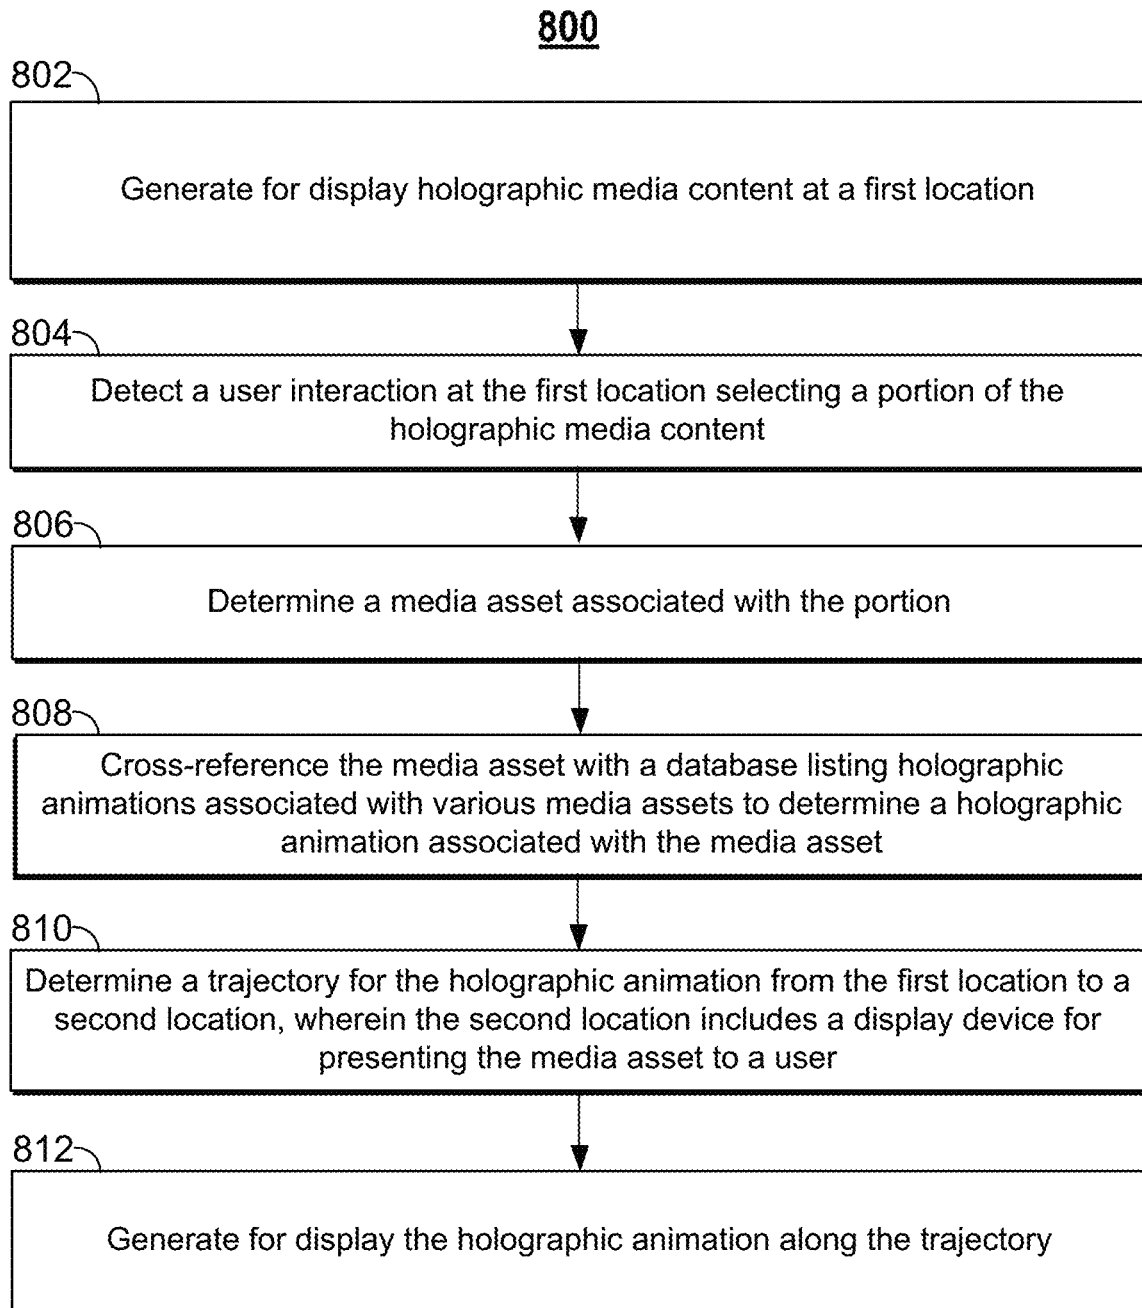 800
802
Generate for display holographic media content at a first location
804
Detect a user interaction at the first location selecting a portion of the
holographic media content
806
Determine a media asset associated with the portion
808
Cross-reference the media asset with a database listing holographic
animations associated with various media assets to determine a holographic
animation associated with the media asset
810
Determine a trajectory for the holographic animation from the first location to a
second location, wherein the second location includes a display device for
presenting the media asset to a user
812
Generate for display the holographic animation along the trajectory